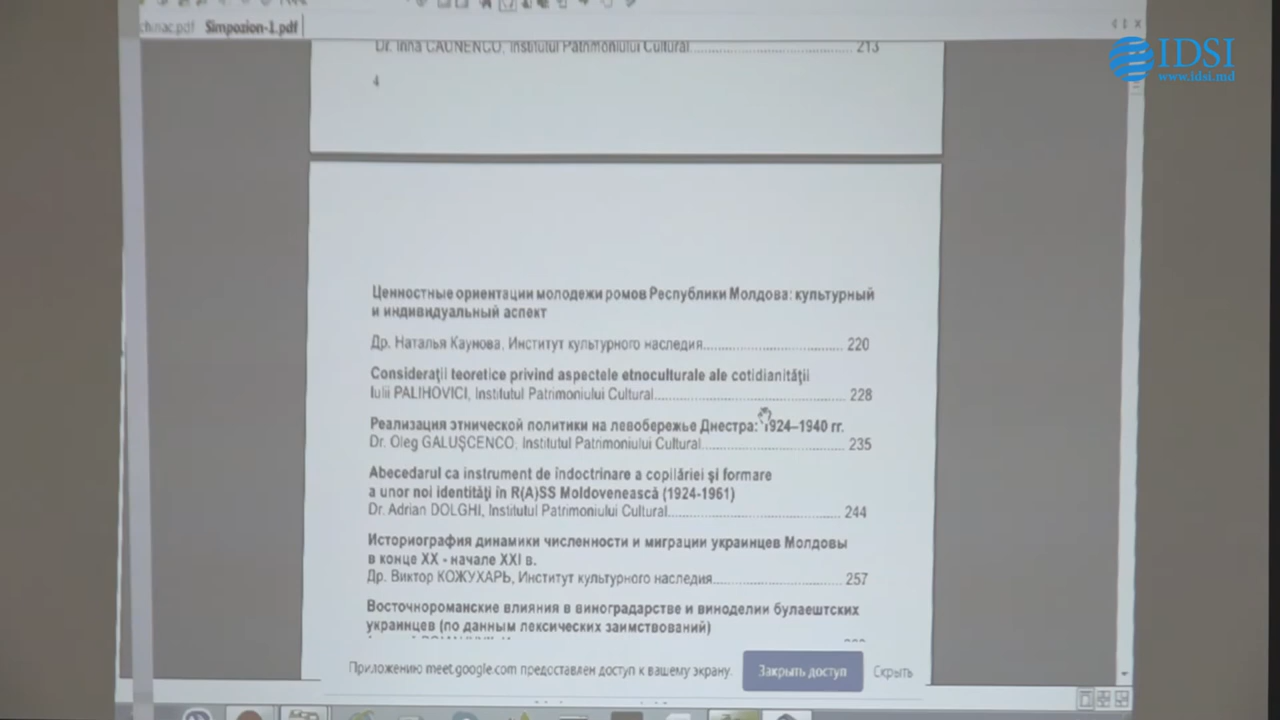 chinac.pdf Simpozion-1.pdf
IDSI
www.idsi.md
Dr. Irina CAUNENCO, Institutul Patrimoniului Cultural 213
4
Ценностные ориентации молодежи ромов Республики Молдова: культурный
и индивидуальный аспект
Др. Наталья Каунова, Институт культурного наследия 220
Consideraţii teoretice privind aspectele etnoculturale ale cotidianităţii
Iulii PALIHOVICI, Institutul Patrimoniului Cultural 228
Реализация этнической политики на левобережье Днестра: 1924–1940 гг.
Dr. Oleg GALUŞCENCO, Institutul Patrimoniului Cultural 235
Abecedarul ca instrument de îndoctrinare a copilăriei şi formare
a unor noi identităţi în R(A)SS Moldovenească (1924-1961)
Dr. Adrian DOLGHI, Institutul Patrimoniului Cultural 244
Историография динамики численности и миграции украинцев Молдовы
в конце XX - начале XXI в.
Др. Виктор КОЖУХАРЬ, Институт культурного наследия 257
Восточнороманские влияния в виноградарстве и виноделии булаештских
украинцев (по данным лексических заимствований)
Приложению meet.google.com предоставлен доступ к вашему экрану.
Закрыть доступ
Скрыть